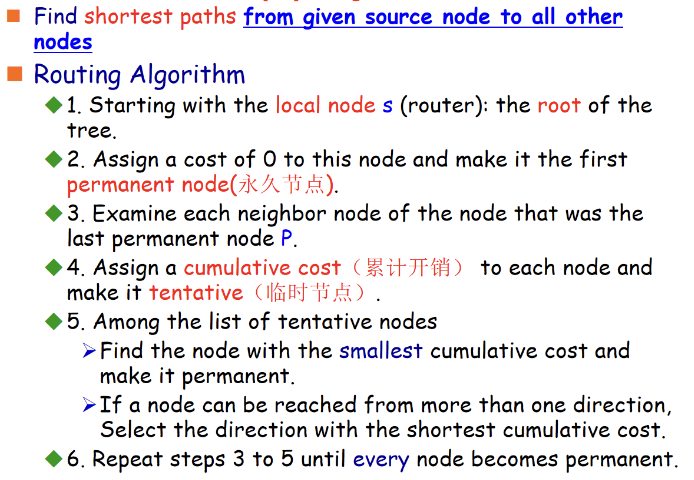 Find shortest paths from given source node to all other
nodes
Routing Algorithm
1. Starting with the local node s (router): the root of the
tree.
2. Assign a cost of 0 to this node and make it the first
permanent node(永久节点).
3. Examine each neighbor node of the node that was the
last permanent node P.
4. Assign a cumulative cost（累计开销） to each node and
make it tentative（临时节点）.
5. Among the list of tentative nodes
Find the node with the smallest cumulative cost and
make it permanent.
If a node can be reached from more than one direction,
Select the direction with the shortest cumulative cost.
6. Repeat steps 3 to 5 until every node becomes permanent.